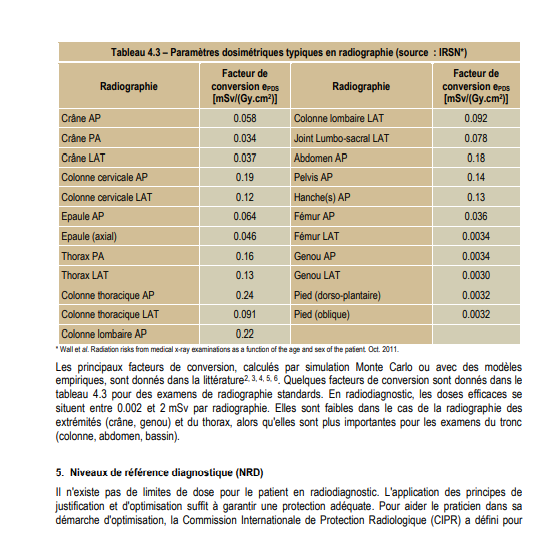 Tableau 4.3 – Paramètres dosimétriques typiques en radiographie (source : IRSN*)
Radiographie Facteur de conversion ePDS [mSv/(Gy.cm²)] Radiographie Facteur de conversion ePDS [mSv/(Gy.cm²)]
Crâne AP 0.058 Colonne lombaire LAT 0.092
Crâne PA 0.034 Joint Lumbo-sacral LAT 0.078
Crâne LAT 0.037 Abdomen AP 0.18
Colonne cervicale AP 0.19 Pelvis AP 0.14
Colonne cervicale LAT 0.12 Hanche(s) AP 0.13
Epaule AP 0.064 Fémur AP 0.036
Epaule (axial) 0.046 Fémur LAT 0.0034
Thorax PA 0.16 Genou AP 0.0034
Thorax LAT 0.13 Genou LAT 0.0030
Colonne thoracique AP 0.24 Pied (dorso-plantaire) 0.0032
Colonne thoracique LAT 0.091 Pied (oblique) 0.0032
Colonne lombaire AP 0.22
* Wall et al. Radiation risks from medical x-ray examinations as a function of the age and sex of the patient. Oct. 2011.
Les principaux facteurs de conversion, calculés par simulation Monte Carlo ou avec des modèles
empiriques, sont donnés dans la littérature2, 3, 4, 5, 6. Quelques facteurs de conversion sont donnés dans le
tableau 4.3 pour des examens de radiographie standards. En radiodiagnostic, les doses efficaces se
situent entre 0.002 et 2 mSv par radiographie. Elles sont faibles dans le cas de la radiographie des
extrémités (crâne, genou) et du thorax, alors qu'elles sont plus importantes pour les examens du tronc
(colonne, abdomen, bassin).
5. Niveaux de référence diagnostique (NRD)
Il n'existe pas de limites de dose pour le patient en radiodiagnostic. L'application des principes de
justification et d'optimisation suffit à garantir une protection adéquate. Pour aider le praticien dans sa
démarche d'optimisation, la Commission Internationale de Protection Radiologique (CIPR) a défini pour